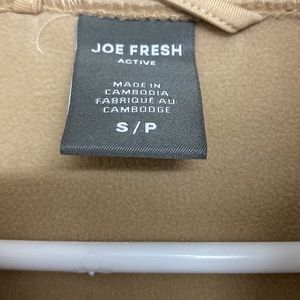 JOE FRESH
ACTIVE
MADE IN
CAMBODIA
FABRIQUÉ AU
CAMBODGE
S/P